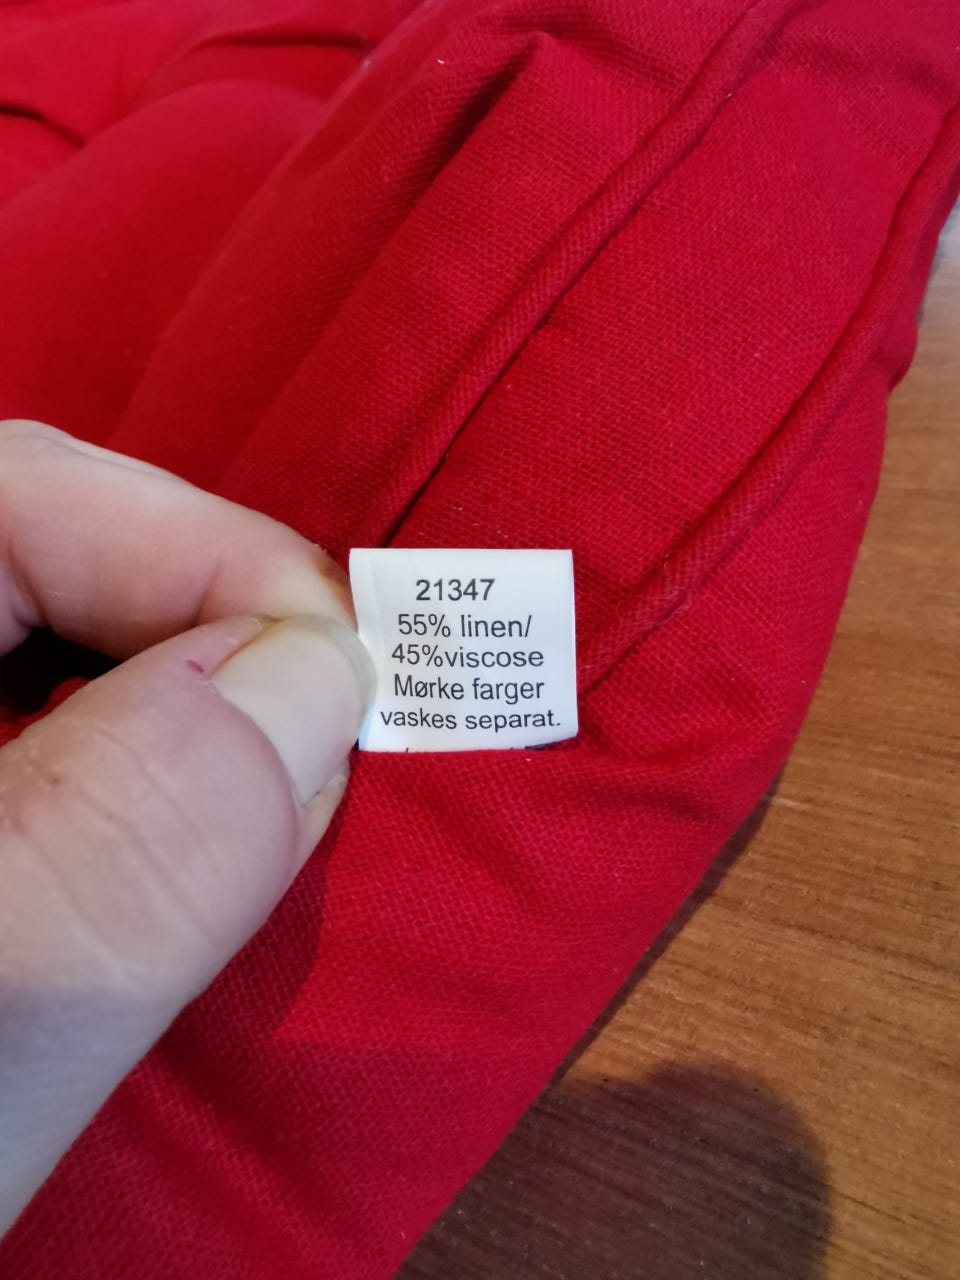 21347
55% linen/
45%viscose
Mørke farger
vaskes separat.